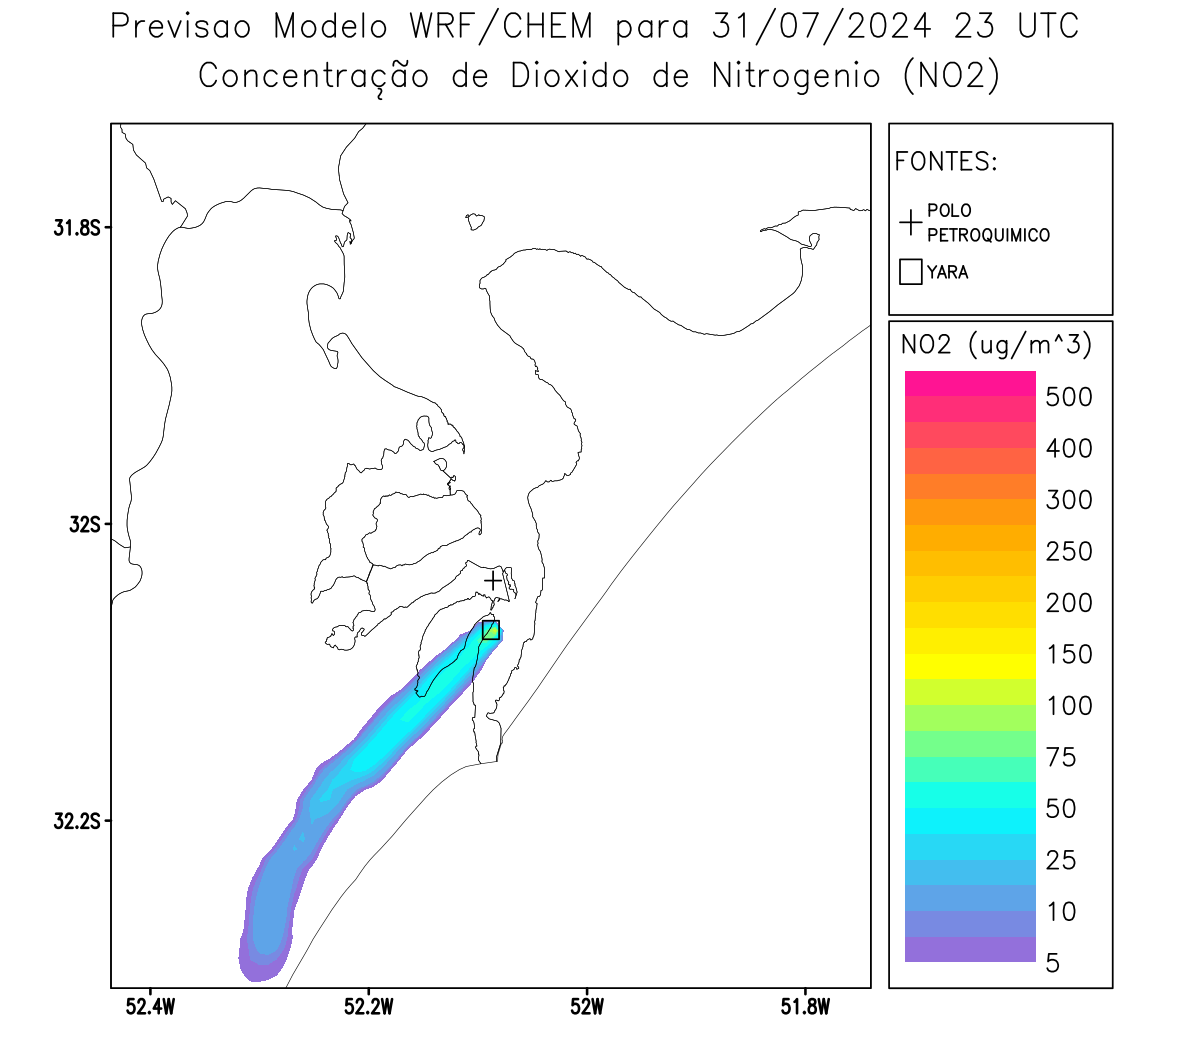 Previsao Modelo WRF/CHEM para 31/07/2024 23 UTC
Concentração de Dioxido de Nitrogenio (NO2)
FONTES:
POLO
PETROQUIMICO
YARA
NO2 (ug/m^3)
500
400
300
250
200
150
100
75
50
25
10
5
31.8S
32S
32.2S
52.4W
52.2W
52W
51.8W